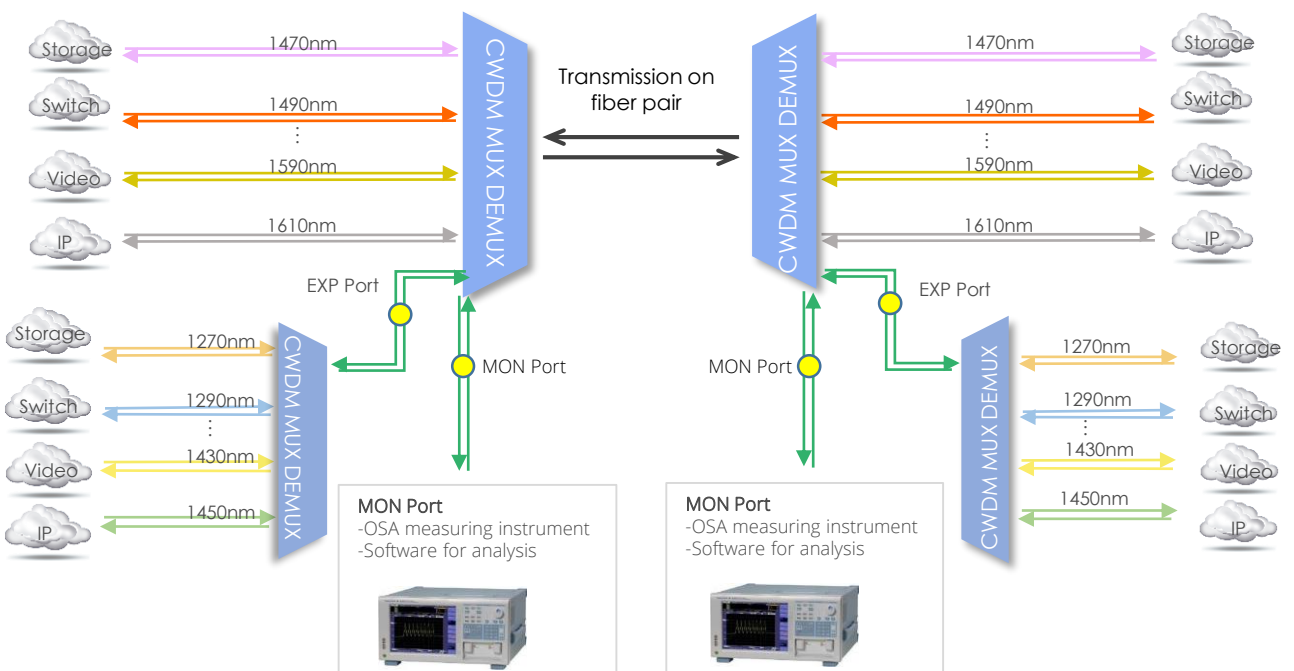 Storage
1470nm
Switch
1490nm
⋮
Video
1590nm
IP
1610nm
CWDM MUX DEMUX
Transmission on
fiber pair
CWDM MUX DEMUX
1470nm
Storage
1490nm
Switch
⋮
1590nm
Video
1610nm
IP
EXP Port
MON Port
Storage
1270nm
Switch
1290nm
⋮
Video
1430nm
IP
1450nm
CWDM MUX DEMUX
EXP Port
MON Port
CWDM MUX DEMUX
1270nm
Storage
1290nm
Switch
⋮
1430nm
Video
1450nm
IP
MON Port
-OSA measuring instrument
-Software for analysis
MON Port
-OSA measuring instrument
-Software for analysis